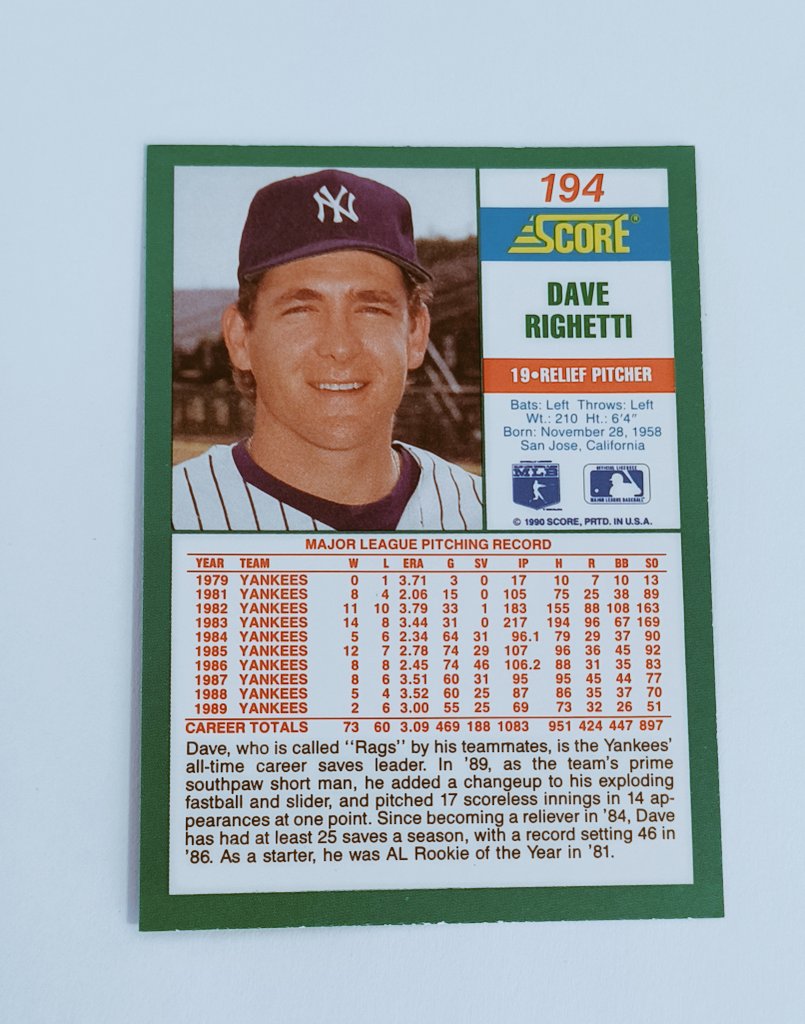 NY
194
SCORE®
DAVE
RIGHETTI
19•RELIEF PITCHER
Bats: Left Throws: Left
Wt.: 210 Ht.: 6'4"
Born: November 28, 1958
San Jose, California
MLB
OFFICIAL LICENSEE
MAJOR LEAGUE BASEBALL
© 1990 SCORE, PRTD. IN U.S.A.
MAJOR LEAGUE PITCHING RECORD
YEAR TEAM W L ERA G SV IP H R BB SO
1979 YANKEES 0 1 3.71 3 0 17 10 7 10 13
1981 YANKEES 8 4 2.06 15 0 105 75 25 38 89
1982 YANKEES 11 10 3.79 33 1 183 155 88 108 163
1983 YANKEES 14 8 3.44 31 0 217 194 96 67 169
1984 YANKEES 5 6 2.34 64 31 96.1 79 29 37 90
1985 YANKEES 12 7 2.78 74 29 107 96 36 45 92
1986 YANKEES 8 8 2.45 74 46 106.2 88 31 35 83
1987 YANKEES 8 6 3.51 60 31 95 95 45 44 77
1988 YANKEES 5 4 3.52 60 25 87 86 35 37 70
1989 YANKEES 2 6 3.00 55 25 69 73 32 26 51
CAREER TOTALS 73 60 3.09 469 188 1083 951 424 447 897
Dave, who is called "Rags" by his teammates, is the Yankees'
all-time career saves leader. In '89, as the team's prime
southpaw short man, he added a changeup to his exploding
fastball and slider, and pitched 17 scoreless innings in 14 ap-
pearances at one point. Since becoming a reliever in '84, Dave
has had at least 25 saves a season, with a record setting 46 in
'86. As a starter, he was AL Rookie of the Year in '81.